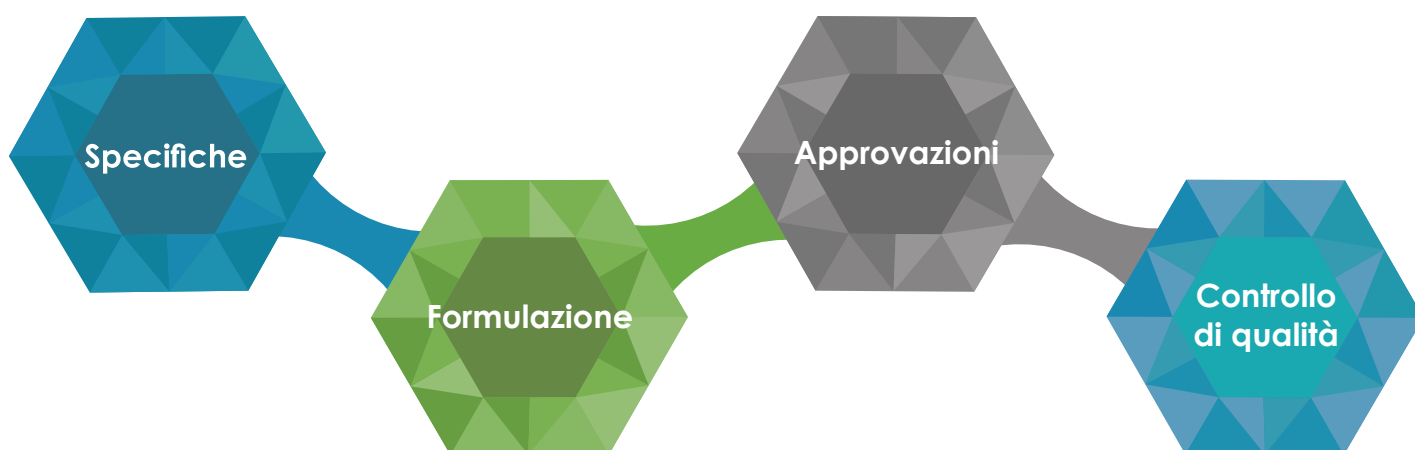 Specifiche
Formulazione
Approvazioni
Controllo
di qualità